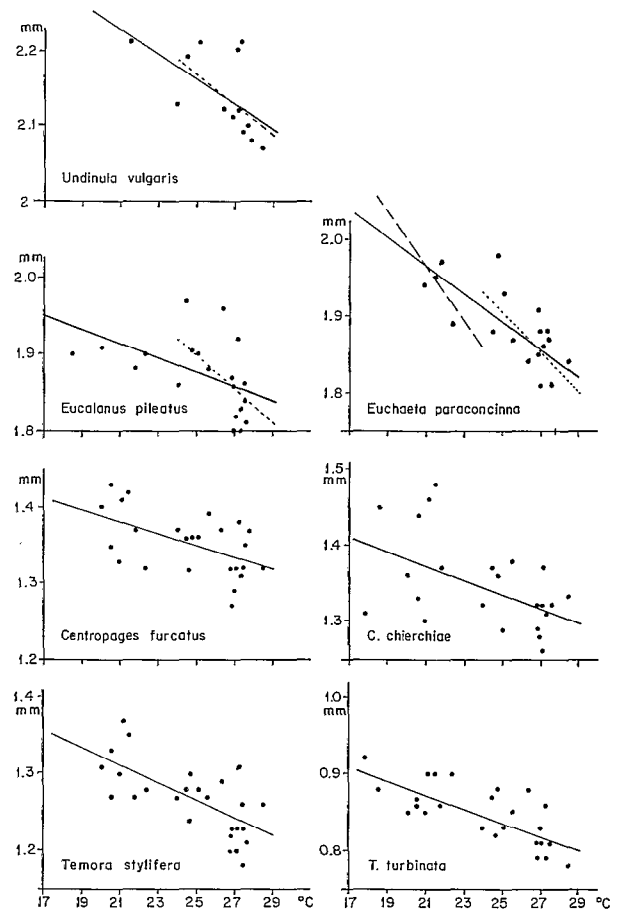 mm
2.2
2.1
2
Undinula vulgaris
mm
2.0
1.9
1.8
Eucalanus pileatus
mm
2.0
1.9
1.8
Euchaeta paraconcinna
mm
1.4
1.3
1.2
Centropages furcatus
1.5
mm
1.4
1.3
C. chierchiae
1.4
mm
1.3
1.2
Temora stylifera
17 19 21 23 25 27 29 °C
1.0
mm
0.9
0.8
T. turbinata
17 19 21 23 25 27 29 °C